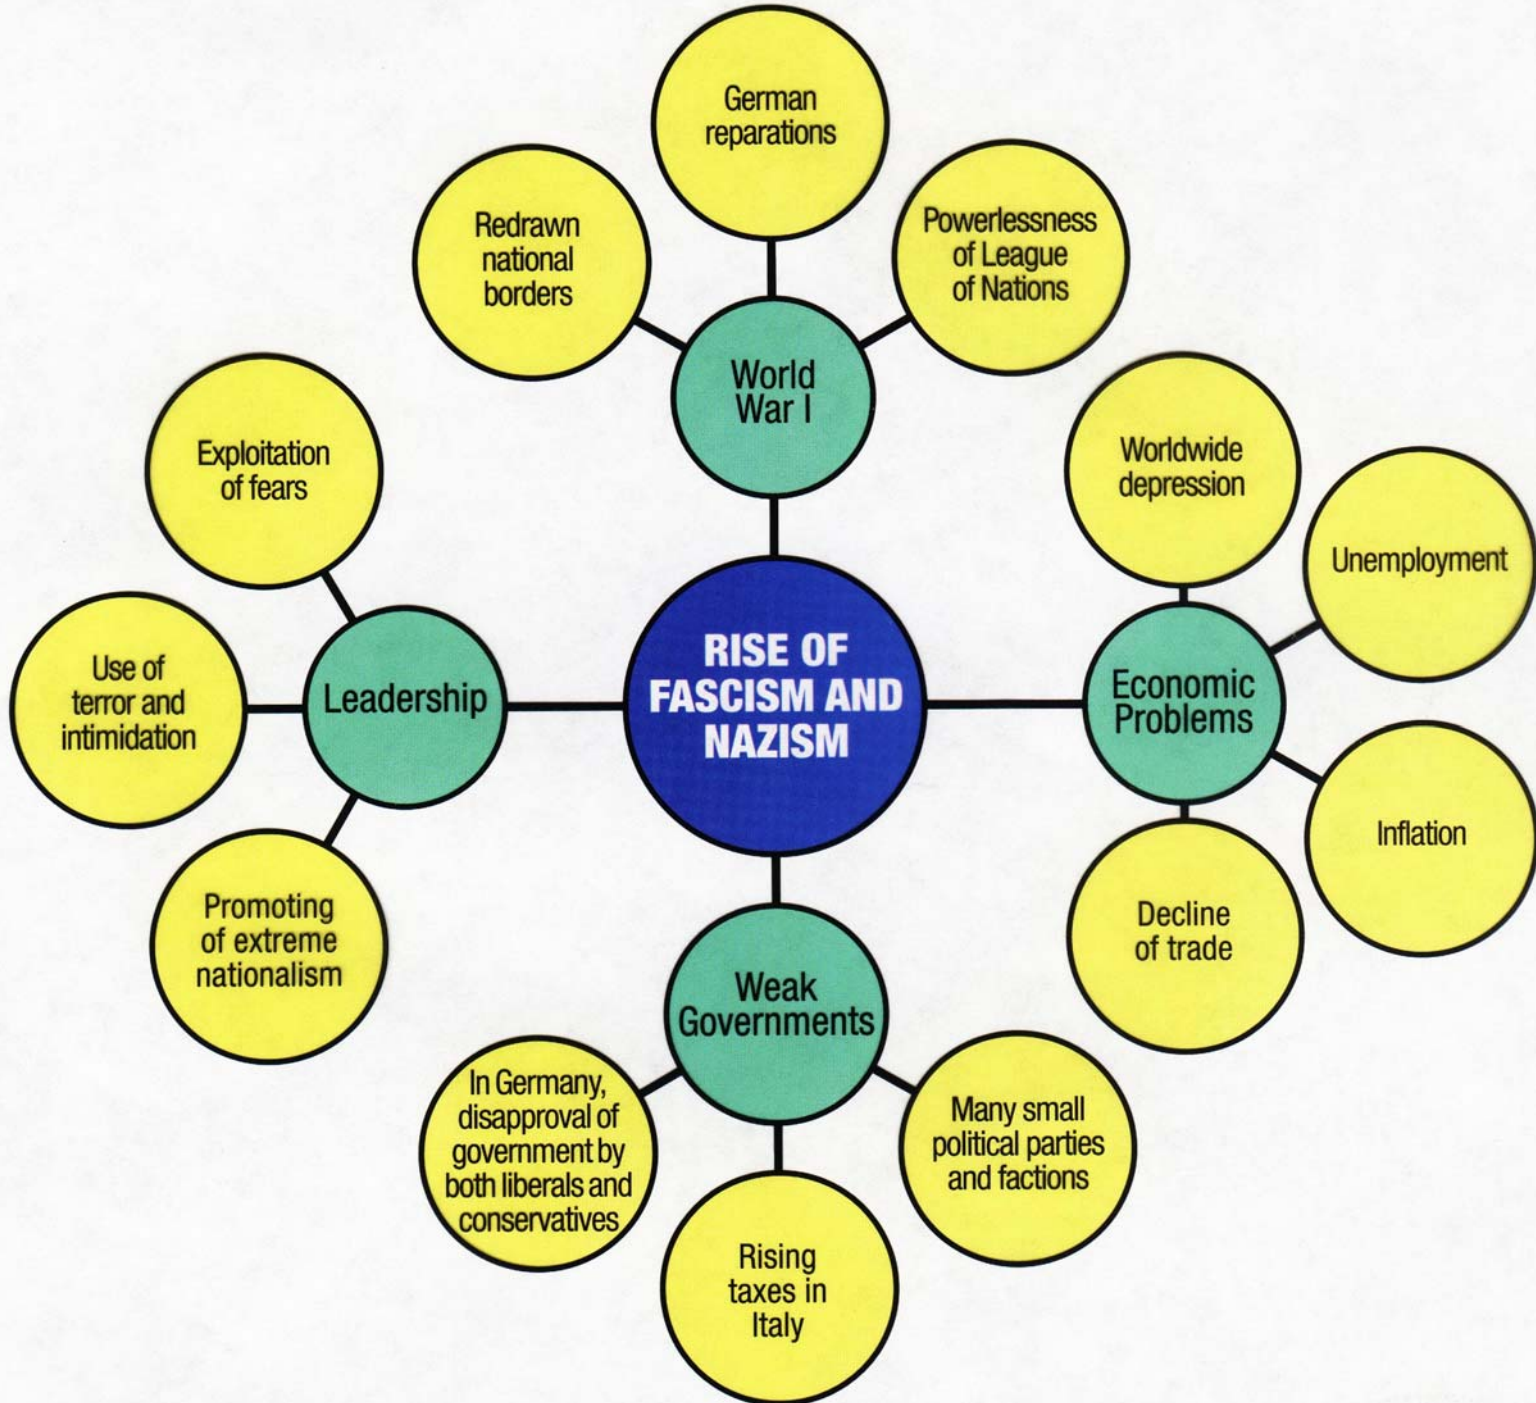 German
reparations
Redrawn
national
borders
Powerlessness
of League
of Nations
World
War I
Exploitation
of fears
Worldwide
depression
Unemployment
Use of
terror and
intimidation
Leadership
RISE OF
FASCISM AND
NAZISM
Economic
Problems
Inflation
Promoting
of extreme
nationalism
Decline
of trade
Weak
Governments
In Germany,
disapproval of
government by
both liberals and
conservatives
Many small
political parties
and factions
Rising
taxes in
Italy